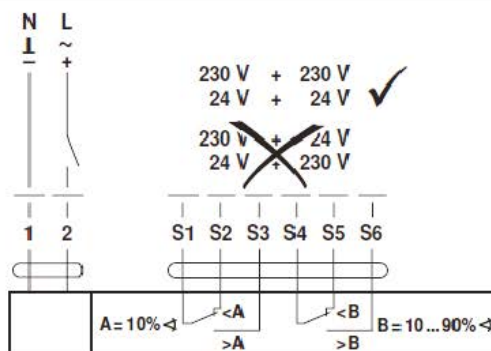 N L
⊥ ~
− +
230 V + 230 V
24 V + 24 V
230 V + 24 V
24 V + 230 V
1 2 S1 S2 S3 S4 S5 S6
A = 10% ∢ <A <B B = 10 ... 90% ∢
>A >B